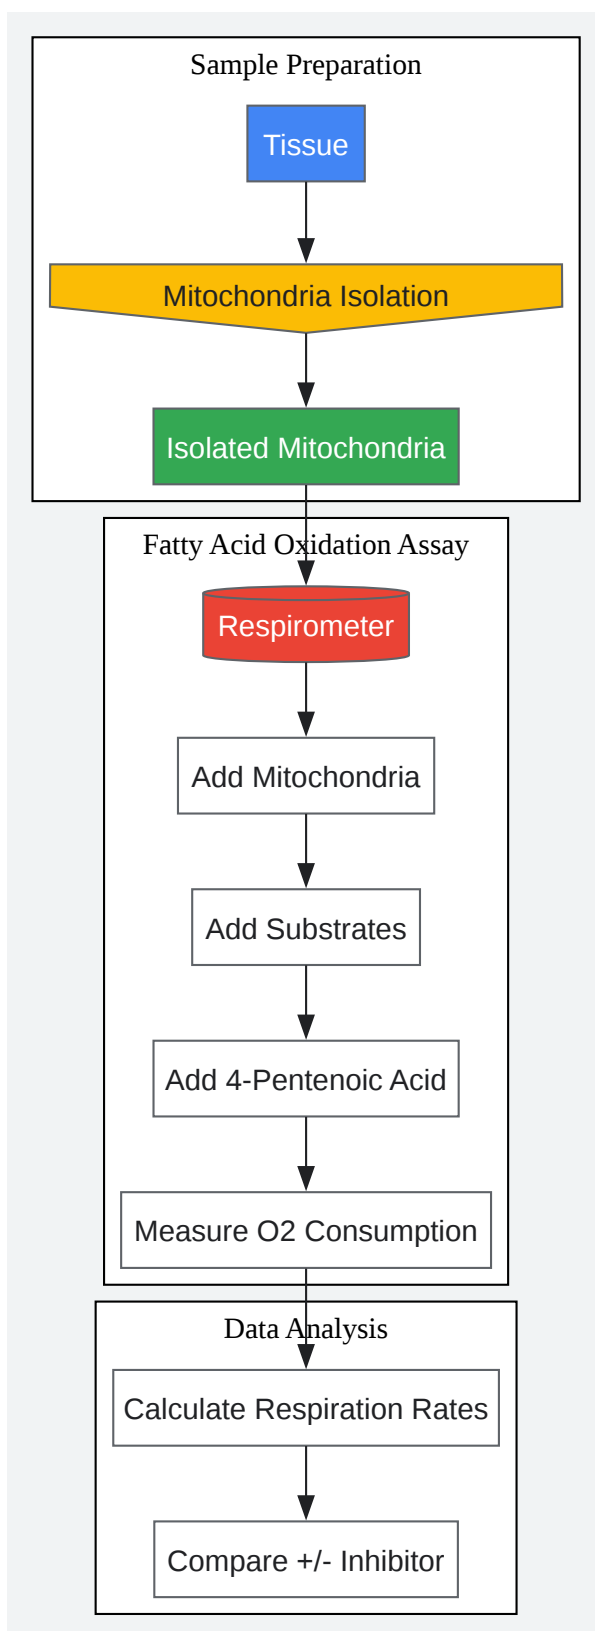 Sample Preparation
Tissue
Mitochondria Isolation
Isolated Mitochondria
Fatty Acid Oxidation Assay
Respirometer
Add Mitochondria
Add Substrates
Add 4-Pentenoic Acid
Measure O2 Consumption
Data Analysis
Calculate Respiration Rates
Compare +/- Inhibitor